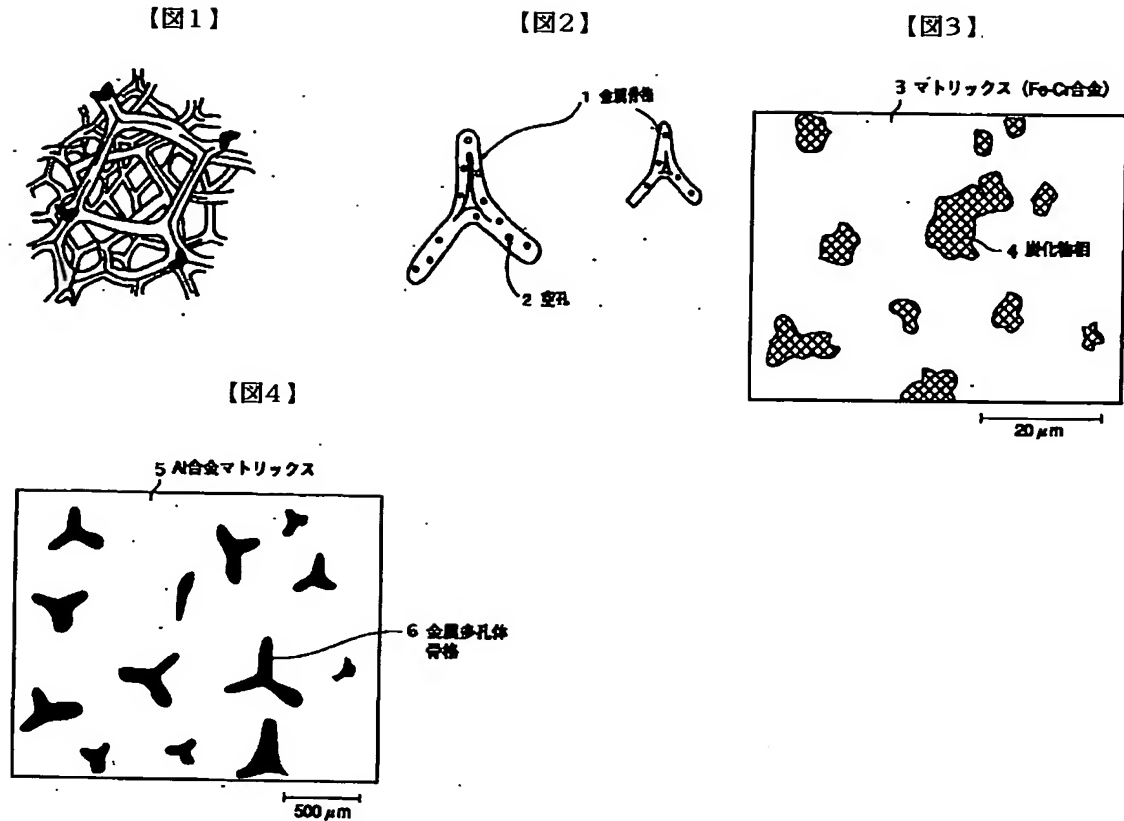 【図1】
【図2】
【図3】
1 金属骨格
2 空孔
3 マトリックス (Fe-Cr合金)
4 炭化物相
20 μm
【図4】
5 Al合金マトリックス
6 金属多孔体
骨格
500 μm